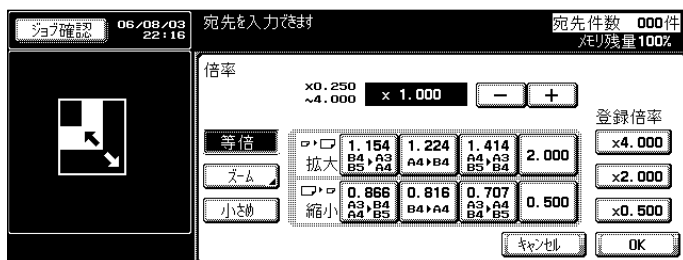 ジョブ確認 06/08/03 22:16
宛先を入力できます
宛先件数 000件
メモリ残量100%
倍率
x0.250
~4.000
x 1.000
− +
登録倍率
等倍
ズーム
小さめ
拡大
1.154
B4▸A3
B5▸A4
1.224
A4▸B4
1.414
A4▸A3
B5▸B4
2.000
縮小
0.866
A3▸B4
A4▸B5
0.816
B4▸A4
0.707
A3▸A4
B4▸B5
0.500
x4.000
x2.000
x0.500
キャンセル
OK